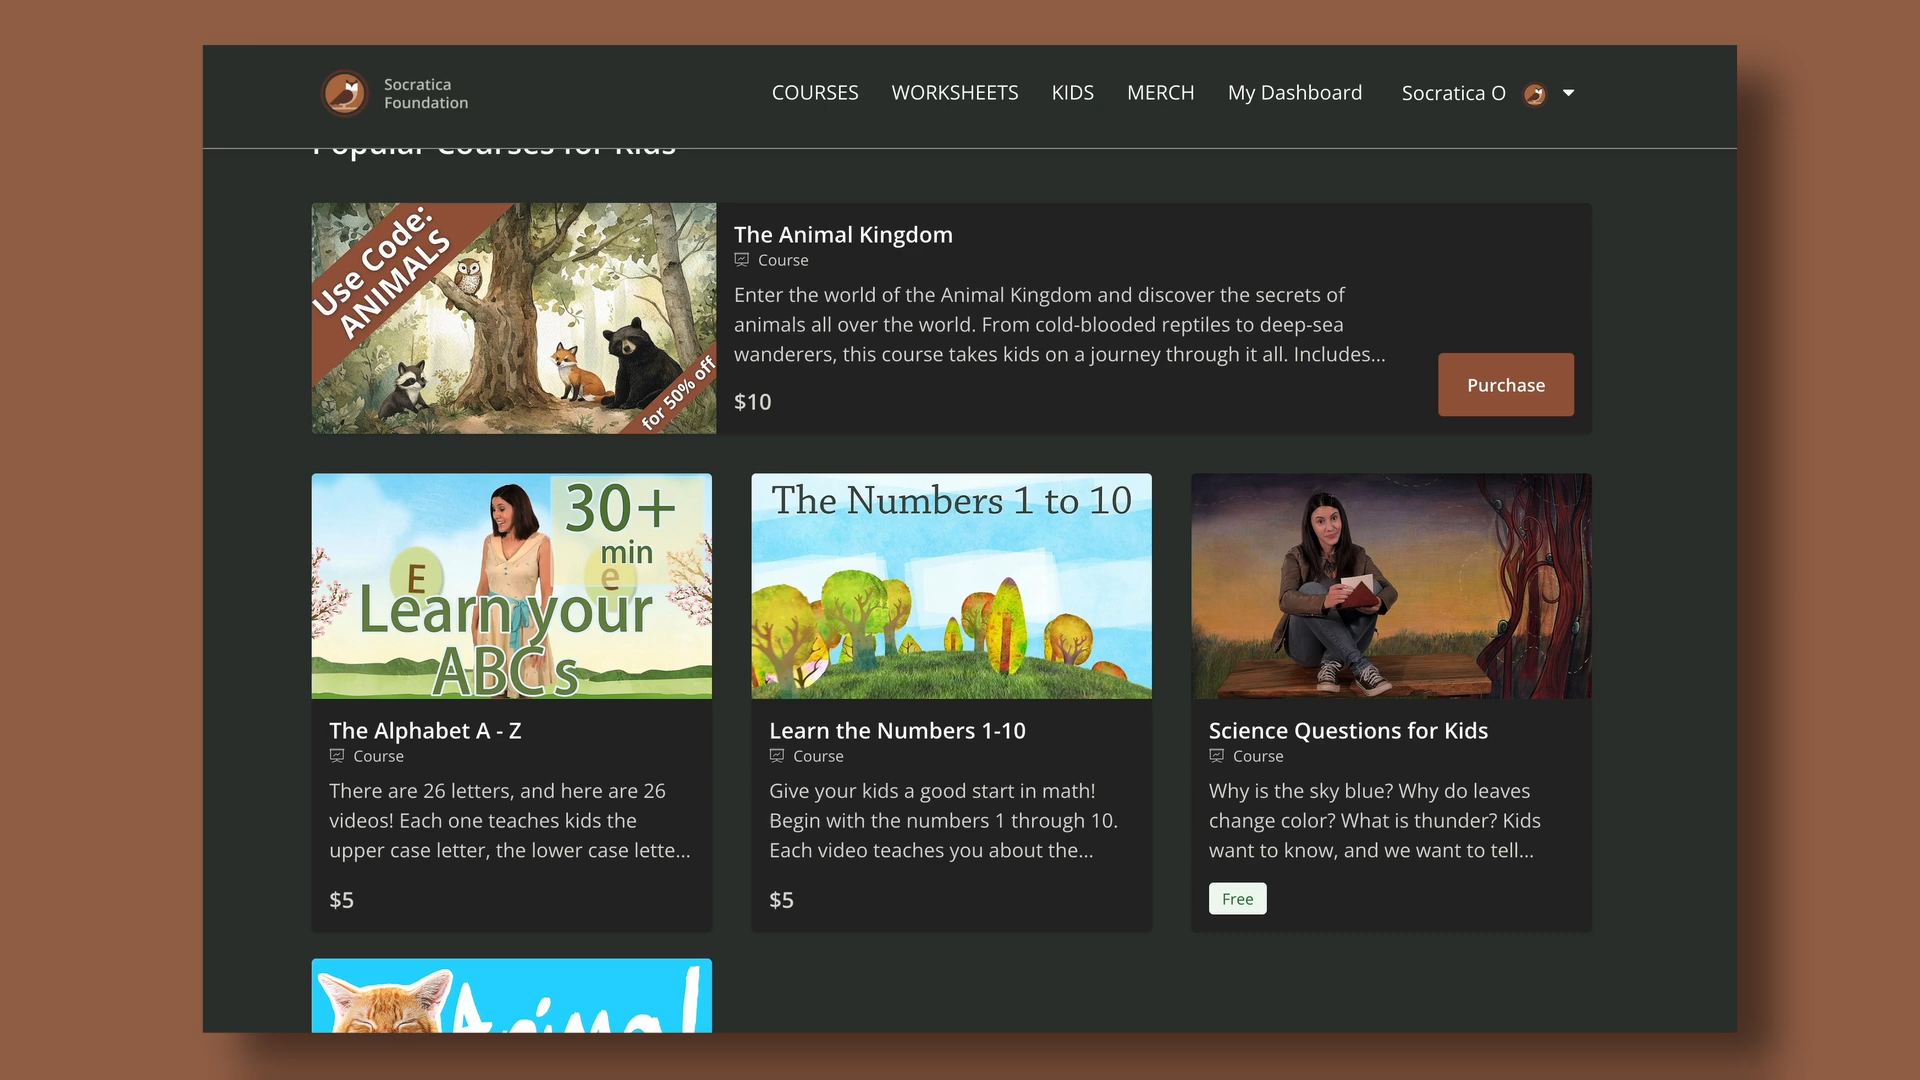 Socratica
Foundation
COURSES WORKSHEETS KIDS MERCH My Dashboard Socratica O
Popular Courses for Kids
Use Code:
ANIMALS
for 50% off
The Animal Kingdom
Course
Enter the world of the Animal Kingdom and discover the secrets of
animals all over the world. From cold-blooded reptiles to deep-sea
wanderers, this course takes kids on a journey through it all. Includes...
$10
Purchase
30+
min
E
e
Learn your
ABCs
The Alphabet A - Z
Course
There are 26 letters, and here are 26
videos! Each one teaches kids the
upper case letter, the lower case lette...
$5
The Numbers 1 to 10
Learn the Numbers 1-10
Course
Give your kids a good start in math!
Begin with the numbers 1 through 10.
Each video teaches you about the...
$5
Science Questions for Kids
Course
Why is the sky blue? Why do leaves
change color? What is thunder? Kids
want to know, and we want to tell...
Free
Animal